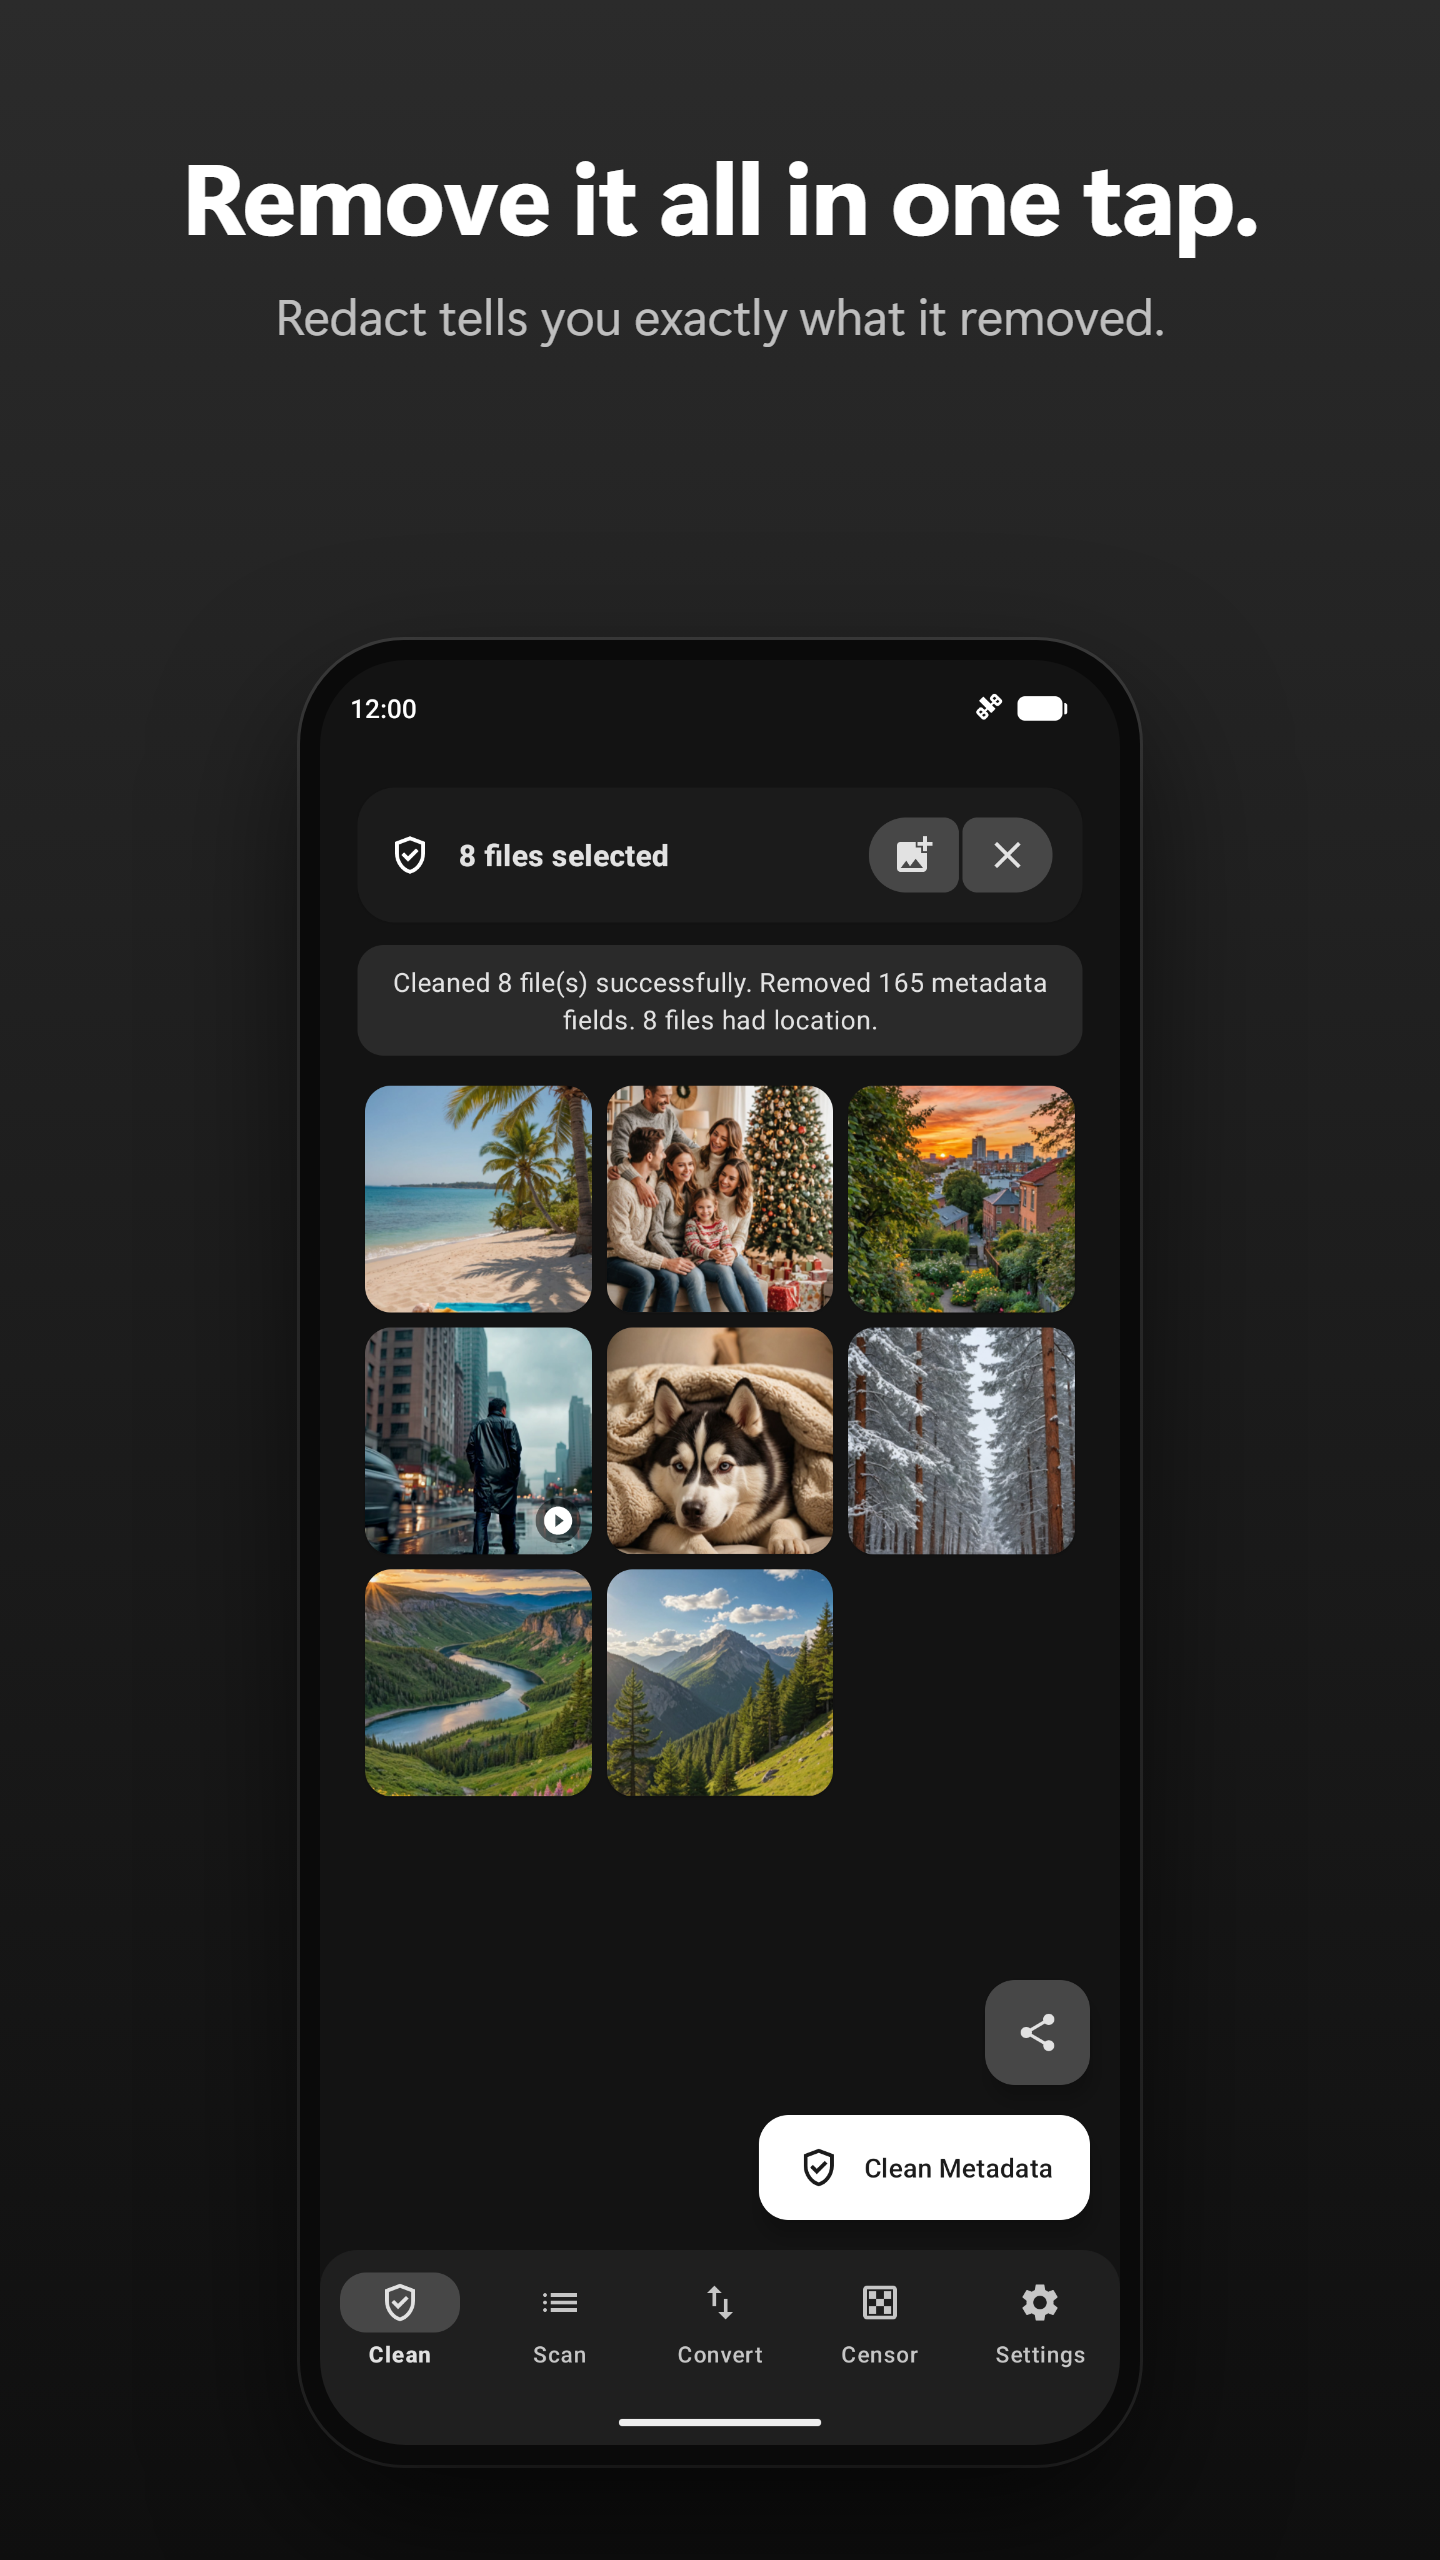 Remove it all in one tap.
Redact tells you exactly what it removed.
12:00
8 files selected
Cleaned 8 file(s) successfully. Removed 165 metadata
fields. 8 files had location.
Clean Metadata
Clean
Scan
Convert
Censor
Settings